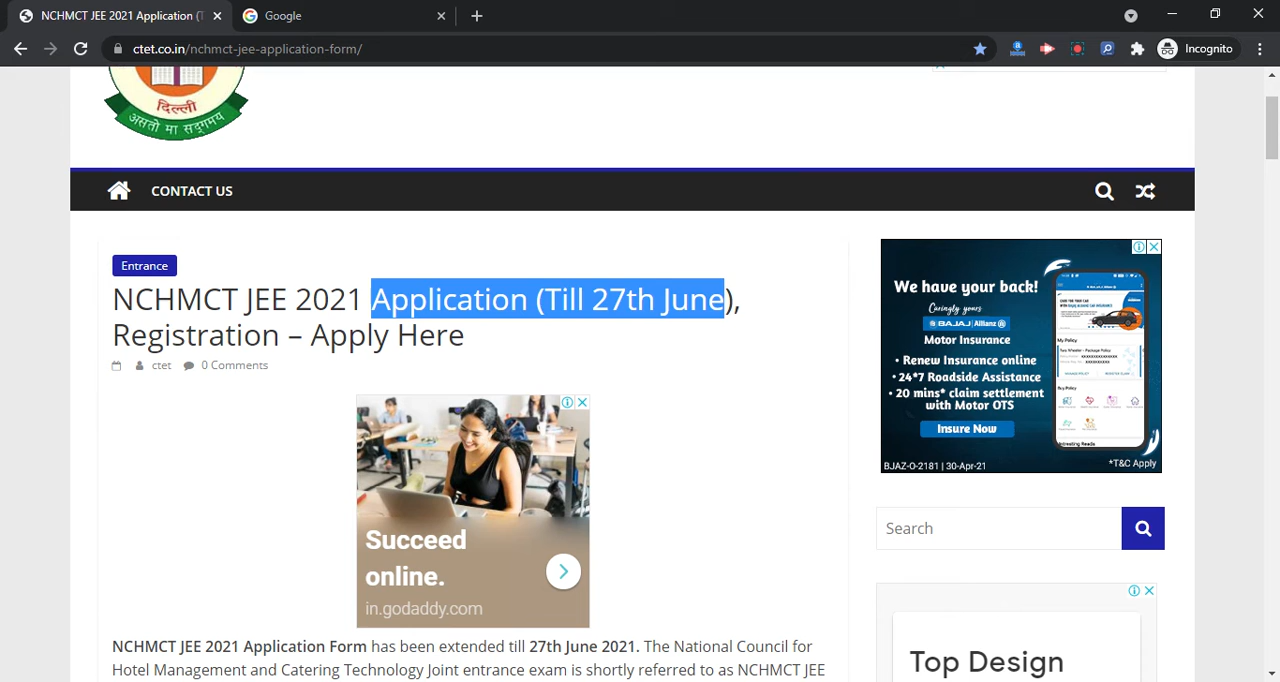 NCHMCT JEE 2021 Application (T
Google
ctet.co.in/nchmct-jee-application-form/
Incognito
दिल्ली
असतो मा सद्गमय
CONTACT US
Entrance
NCHMCT JEE 2021 Application (Till 27th June),
Registration – Apply Here
ctet
0 Comments
Succeed
online.
in.godaddy.com
NCHMCT JEE 2021 Application Form has been extended till 27th June 2021. The National Council for
Hotel Management and Catering Technology Joint entrance exam is shortly referred to as NCHMCT JEE
We have your back!
Caringly yours
BAJAJ Allianz
Motor Insurance
• Renew Insurance online
• 24*7 Roadside Assistance
• 20 mins* claim settlement
with Motor OTS
Insure Now
BJAZ-O-2181 | 30-Apr-21
*T&C Apply
Search
Top Design